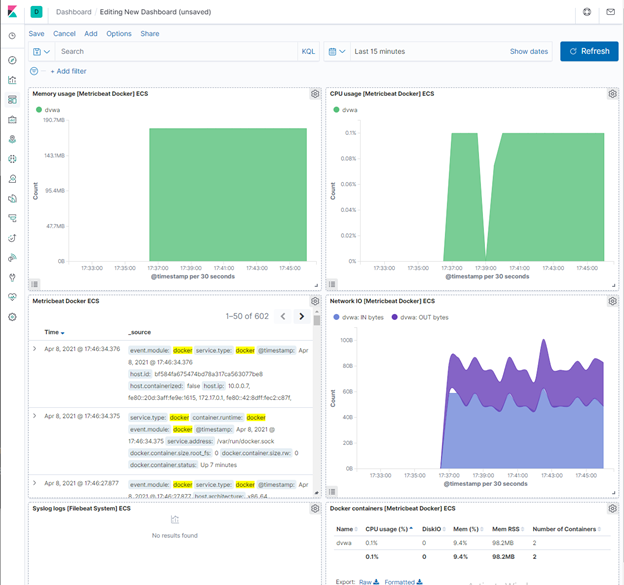 D Dashboard / Editing New Dashboard (unsaved)
Save Cancel Add Options Share
Search KQL Last 15 minutes Show dates Refresh
+ Add filter
Memory usage [Metricbeat Docker] ECS
dvwa
190.7MB
143.1MB
95.4MB
47.7MB
0B
Count
17:33:00 17:35:00 17:37:00 17:39:00 17:41:00 17:43:00 17:45:00
@timestamp per 30 seconds
CPU usage [Metricbeat Docker] ECS
dvwa
0.1%
0.08%
0.06%
0.04%
0.02%
0%
Count
17:33:00 17:35:00 17:37:00 17:39:00 17:41:00 17:43:00 17:45:00
@timestamp per 30 seconds
Metricbeat Docker ECS
1–50 of 602
Time _source
Apr 8, 2021 @ 17:46:34.376 event.module: docker service.type: docker @timestamp: Apr
8, 2021 @ 17:46:34.376
host.id: bf584fa675474bd78a317ca563077be8
host.containerized: false host.ip: 10.0.0.7,
fe80::20d:3aff:fe9e:1615, 172.17.0.1, fe80::42:8dff:fec2:c87f,
Apr 8, 2021 @ 17:46:34.375 service.type: docker container.runtime: docker
event.module: docker @timestamp: Apr 8, 2021 @
17:46:34.375 service.address: /var/run/docker.sock
docker.container.size.root_fs: 0 docker.container.size.rw: 0
docker.container.status: Up 7 minutes
Apr 8, 2021 @ 17:46:27.877 event.module: docker service.type: docker @timestamp: Apr
8, 2021 @ 17:46:27.877 host.architecture: x86_64
Network IO [Metricbeat Docker] ECS
dvwa: IN bytes dvwa: OUT bytes
100B
80B
60B
40B
20B
0B
Count
17:33:00 17:35:00 17:37:00 17:39:00 17:41:00 17:43:00 17:45:00
@timestamp per 30 seconds
Syslog logs [Filebeat System] ECS
No results found
Docker containers [Metricbeat Docker] ECS
Name CPU usage (%) DiskIO Mem (%) Mem RSS Number of Containers
dvwa 0.1% 0 9.4% 98.2MB 2
0.1% 0 9.4% 98.2MB 2
Export: Raw Formatted